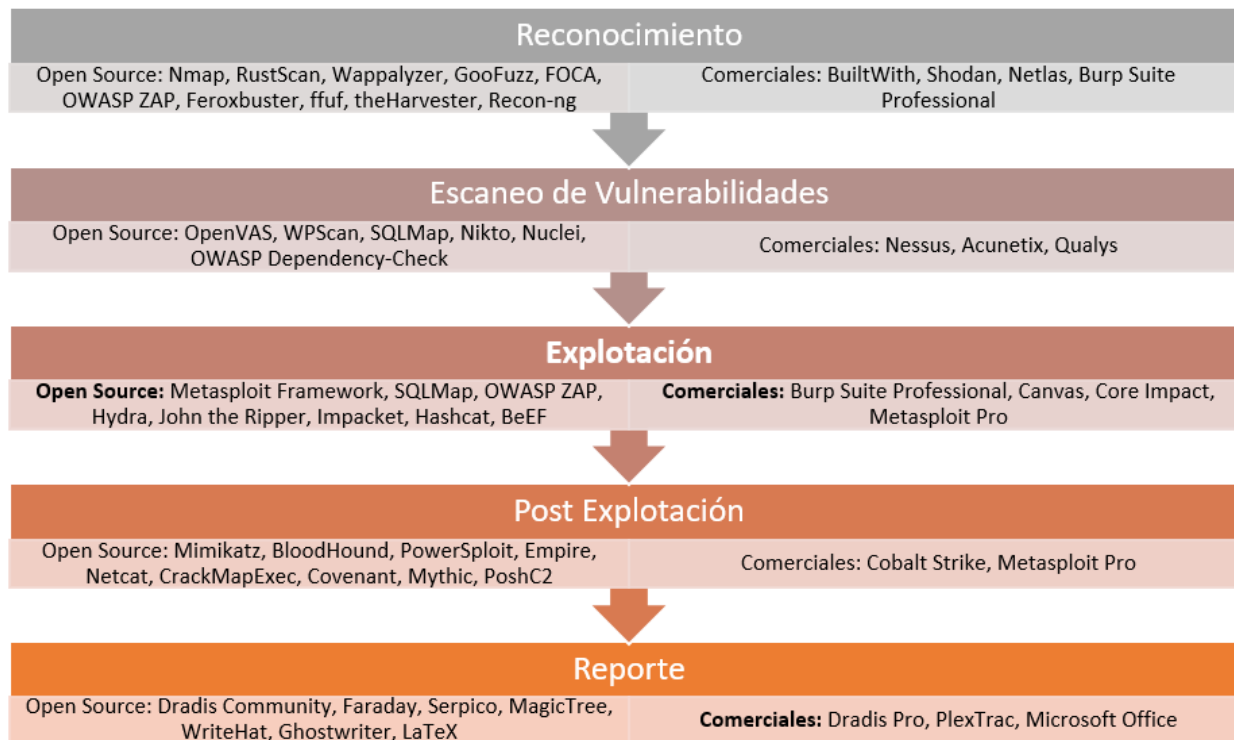 Reconocimiento
Open Source: Nmap, RustScan, Wappalyzer, GooFuzz, FOCA,
OWASP ZAP, Feroxbuster, ffuf, theHarvester, Recon-ng
Comerciales: BuiltWith, Shodan, Netlas, Burp Suite
Professional
Escaneo de Vulnerabilidades
Open Source: OpenVAS, WPScan, SQLMap, Nikto, Nuclei,
OWASP Dependency-Check
Comerciales: Nessus, Acunetix, Qualys
Explotación
Open Source: Metasploit Framework, SQLMap, OWASP ZAP,
Hydra, John the Ripper, Impacket, Hashcat, BeEF
Comerciales: Burp Suite Professional, Canvas, Core Impact,
Metasploit Pro
Post Explotación
Open Source: Mimikatz, BloodHound, PowerSploit, Empire,
Netcat, CrackMapExec, Covenant, Mythic, PoshC2
Comerciales: Cobalt Strike, Metasploit Pro
Reporte
Open Source: Dradis Community, Faraday, Serpico, MagicTree,
WriteHat, Ghostwriter, LaTeX
Comerciales: Dradis Pro, PlexTrac, Microsoft Office